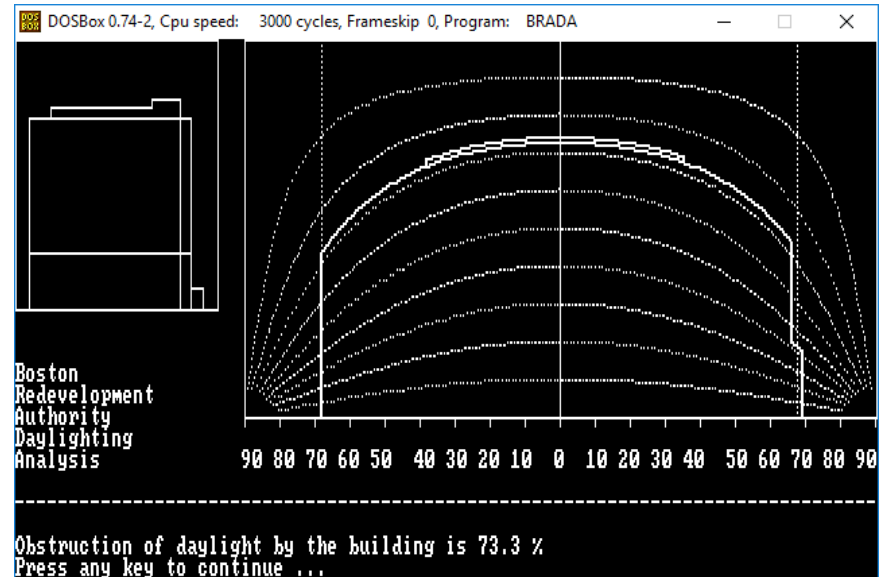 DOS BOX DOSBox 0.74-2, Cpu speed: 3000 cycles, Frameskip 0, Program: BRADA
Boston
Redevelopment
Authority
Daylighting
Analysis
90 80 70 60 50 40 30 20 10 0 10 20 30 40 50 60 70 80 90
Obstruction of daylight by the building is 73.3 %
Press any key to continue ...